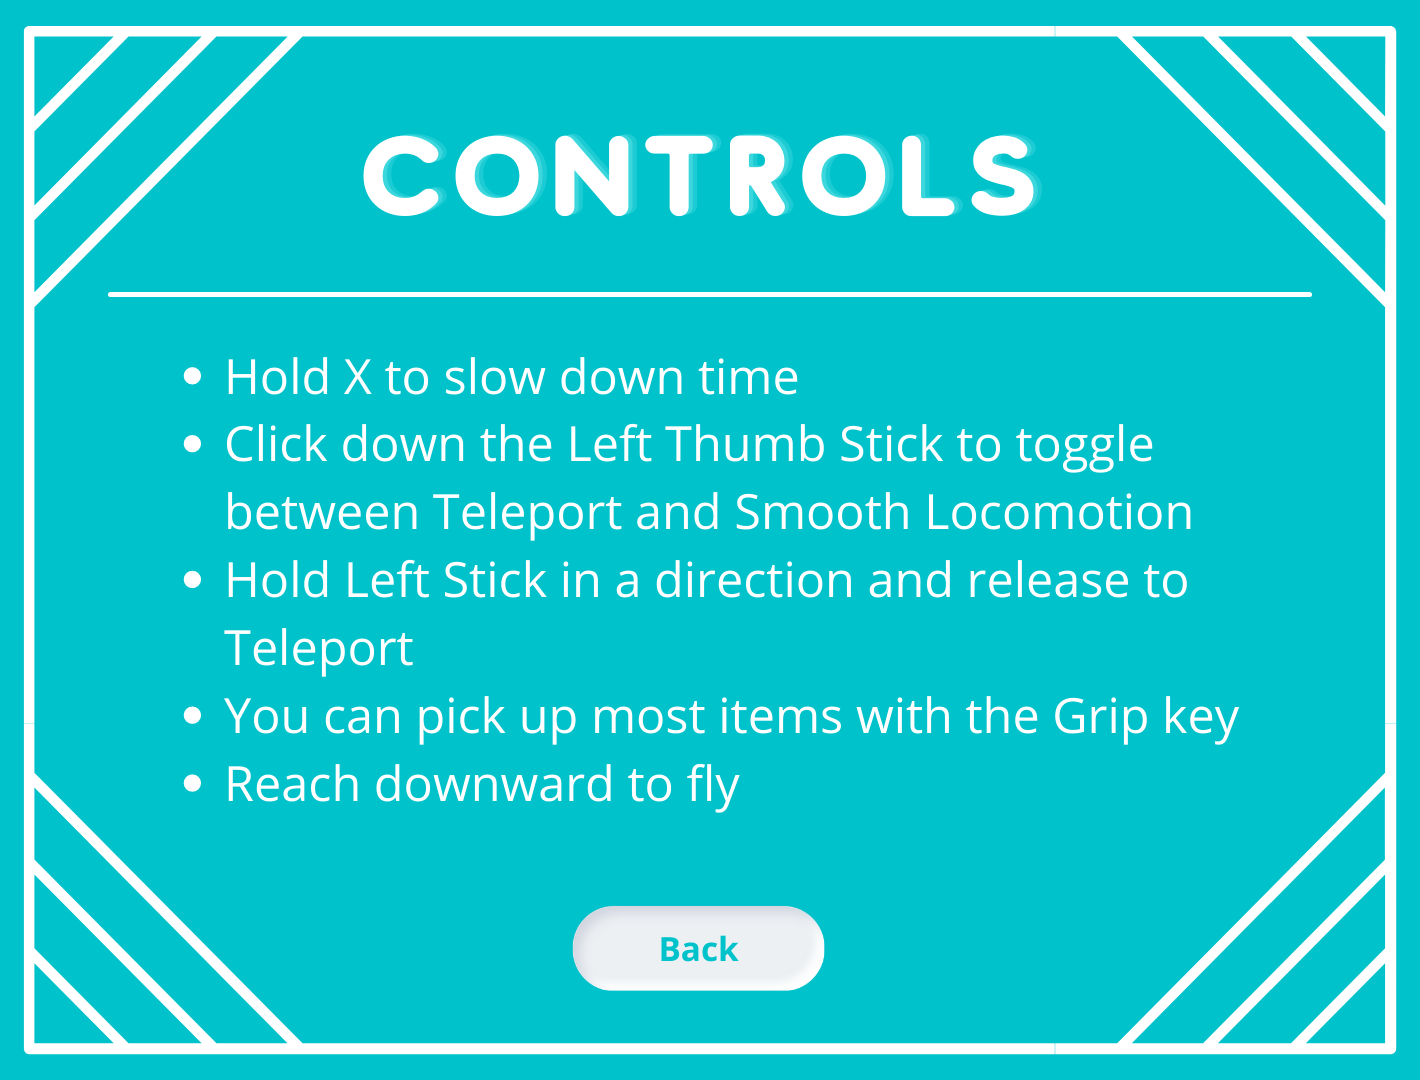 CONTROLS
• Hold X to slow down time
• Click down the Left Thumb Stick to toggle
between Teleport and Smooth Locomotion
• Hold Left Stick in a direction and release to
Teleport
• You can pick up most items with the Grip key
• Reach downward to fly
Back